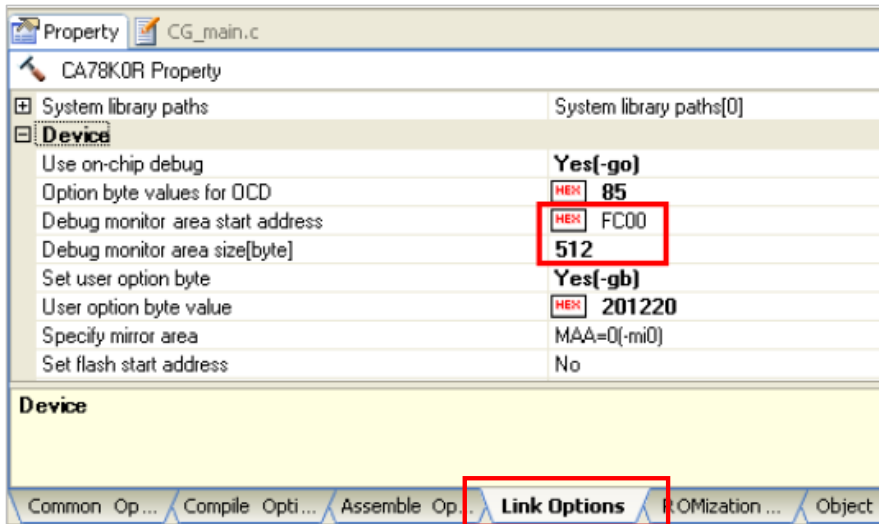 Property CG_main.c
CA78K0R Property
System library paths System library paths[0]
Device
Use on-chip debug Yes(-go)
Option byte values for OCD HEX 85
Debug monitor area start address HEX FC00
Debug monitor area size[byte] 512
Set user option byte Yes(-gb)
User option byte value HEX 201220
Specify mirror area MAA=0(-mi0)
Set flash start address No
Device
Common Op... Compile Opti... Assemble Op... Link Options ROMization ... Object